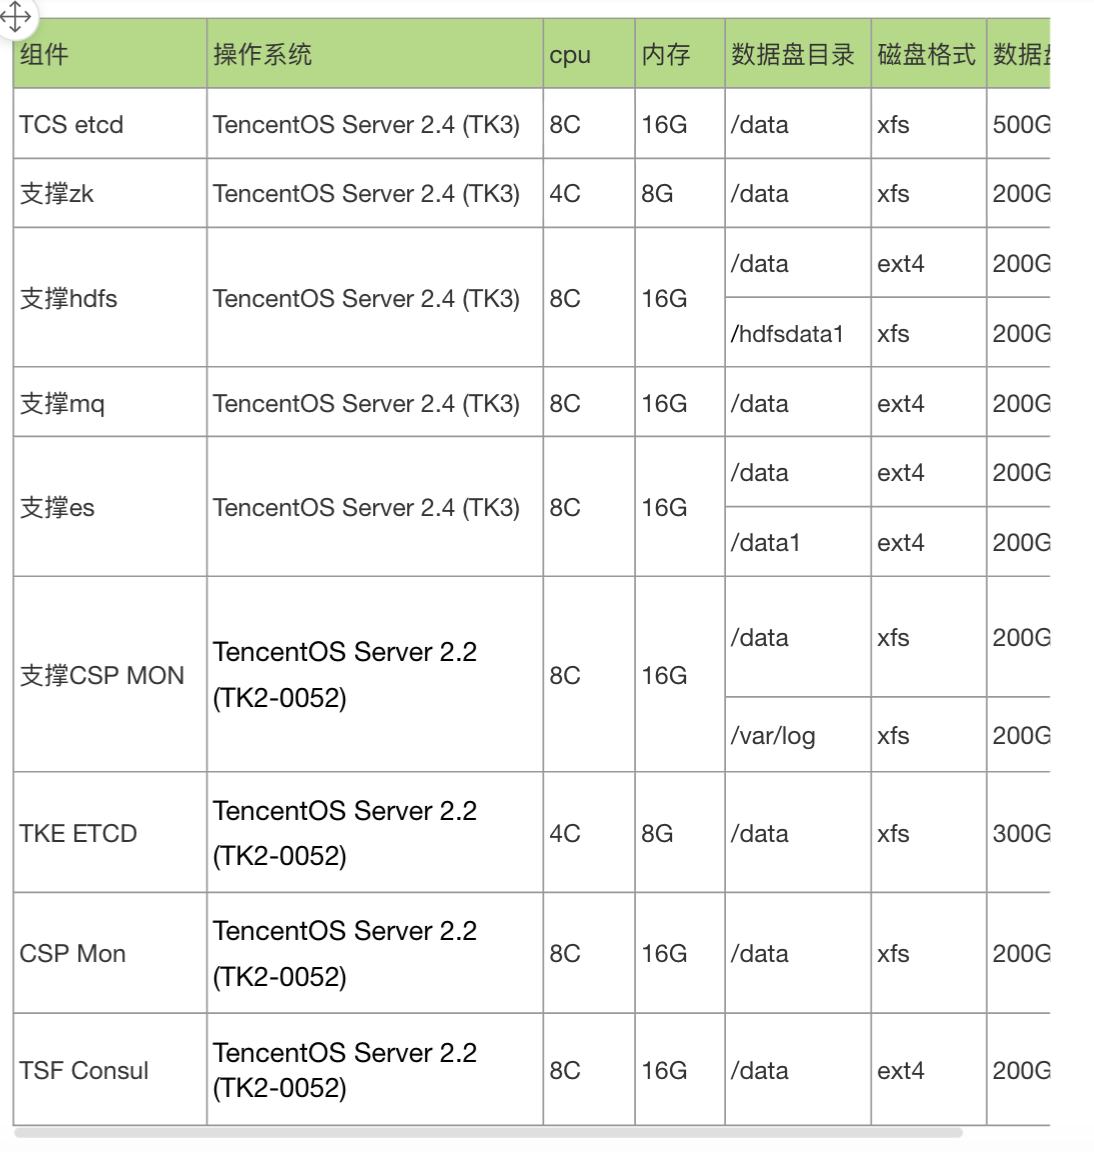 组件 操作系统 cpu 内存 数据盘目录 磁盘格式 数据
TCS etcd TencentOS Server 2.4 (TK3) 8C 16G /data xfs 500G
支撑zk TencentOS Server 2.4 (TK3) 4C 8G /data xfs 200G
/data ext4 200G
支撑hdfs TencentOS Server 2.4 (TK3) 8C 16G
/hdfsdata1 xfs 200G
支撑mq TencentOS Server 2.4 (TK3) 8C 16G /data ext4 200G
/data ext4 200G
支撑es TencentOS Server 2.4 (TK3) 8C 16G
/data1 ext4 200G
/data xfs 200G
支撑CSP MON TencentOS Server 2.2
(TK2-0052) 8C 16G
/var/log xfs 200G
TKE ETCD TencentOS Server 2.2
(TK2-0052) 4C 8G /data xfs 300G
CSP Mon TencentOS Server 2.2
(TK2-0052) 8C 16G /data xfs 200G
TSF Consul TencentOS Server 2.2
(TK2-0052) 8C 16G /data ext4 200G